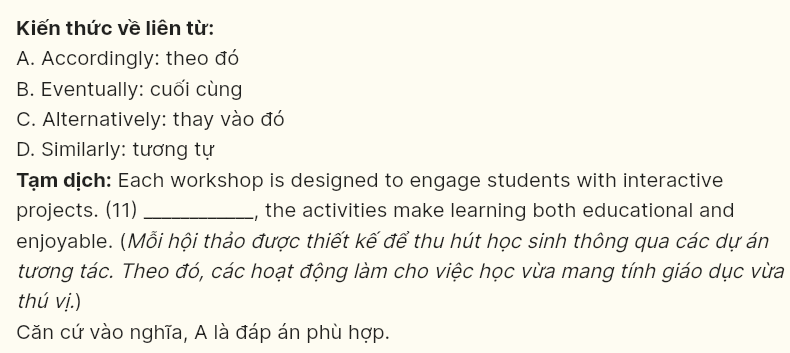 Kiến thức về liên từ:
A. Accordingly: theo đó
B. Eventually: cuối cùng
C. Alternatively: thay vào đó
D. Similarly: tương tự
Tạm dịch: Each workshop is designed to engage students with interactive
projects. (11) ____________, the activities make learning both educational and
enjoyable. (Mỗi hội thảo được thiết kế để thu hút học sinh thông qua các dự án
tương tác. Theo đó, các hoạt động làm cho việc học vừa mang tính giáo dục vừa
thú vị.)
Căn cứ vào nghĩa, A là đáp án phù hợp.